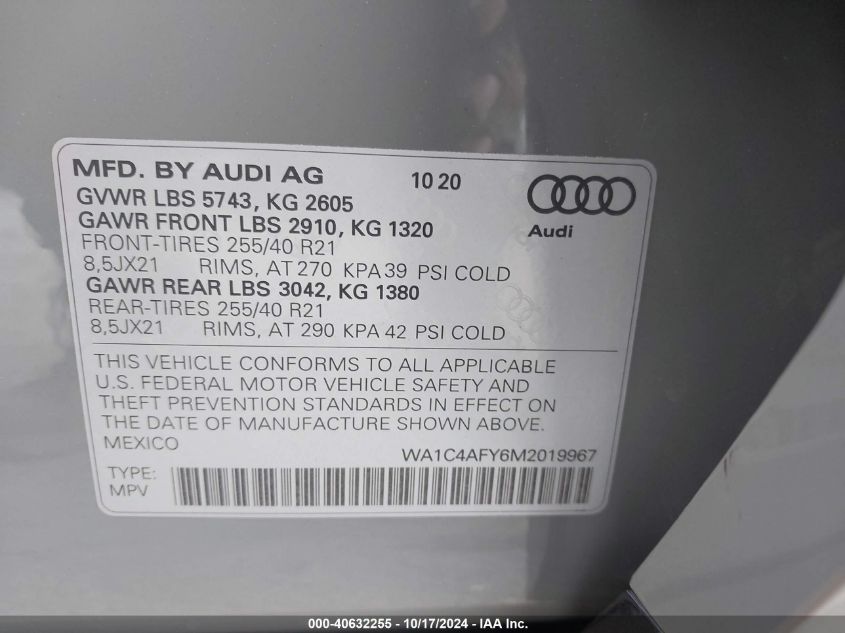 MFD. BY AUDI AG 10 20
GVWR LBS 5743, KG 2605
GAWR FRONT LBS 2910, KG 1320
Audi
FRONT-TIRES 255/40 R21
8,5JX21 RIMS, AT 270 KPA 39 PSI COLD
GAWR REAR LBS 3042, KG 1380
REAR-TIRES 255/40 R21
8,5JX21 RIMS, AT 290 KPA 42 PSI COLD
THIS VEHICLE CONFORMS TO ALL APPLICABLE
U.S. FEDERAL MOTOR VEHICLE SAFETY AND
THEFT PREVENTION STANDARDS IN EFFECT ON
THE DATE OF MANUFACTURE SHOWN ABOVE.
MEXICO
WA1C4AFY6M2019967
TYPE:
MPV
000-40632255 - 10/17/2024 - IAA Inc.